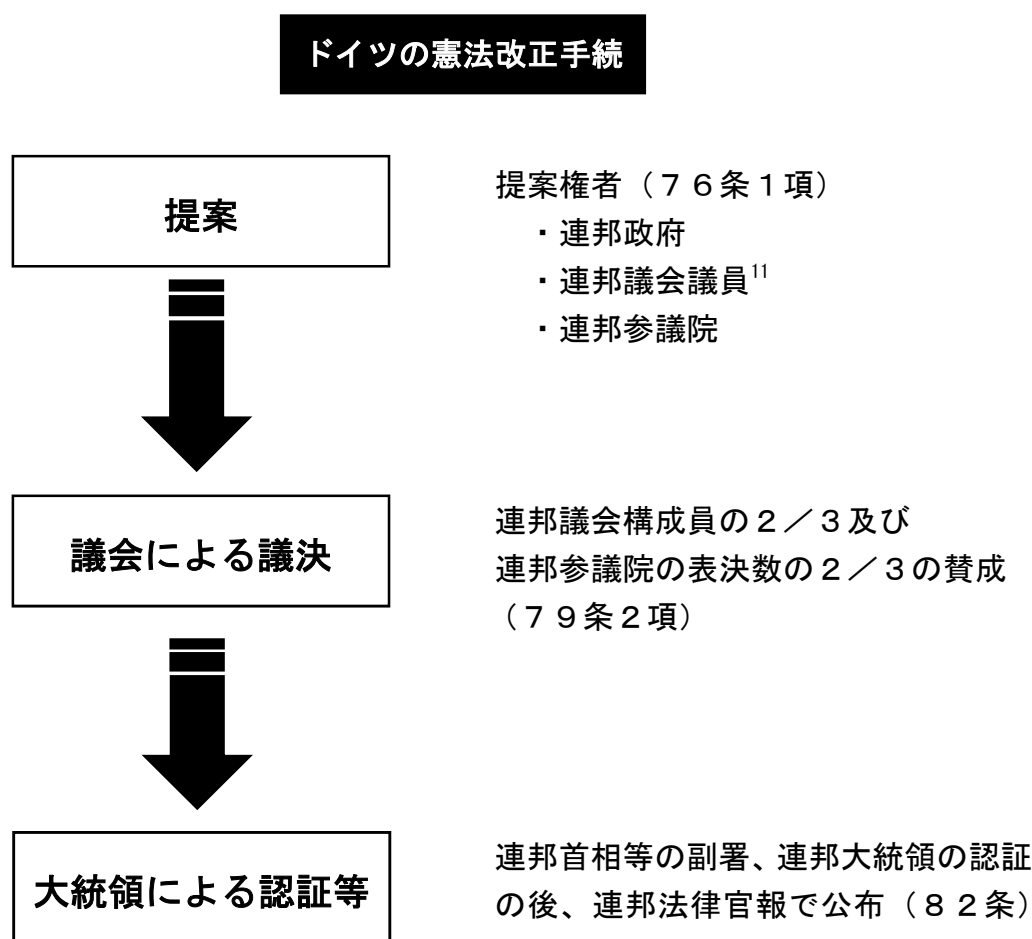 ドイツの憲法改正手続
提案
提案権者（７６条１項）
・連邦政府
・連邦議会議員11
・連邦参議院
議会による議決
連邦議会構成員の２／３及び
連邦参議院の表決数の２／３の賛成
（７９条２項）
大統領による認証等
連邦首相等の副署、連邦大統領の認証
の後、連邦法律官報で公布（８２条）